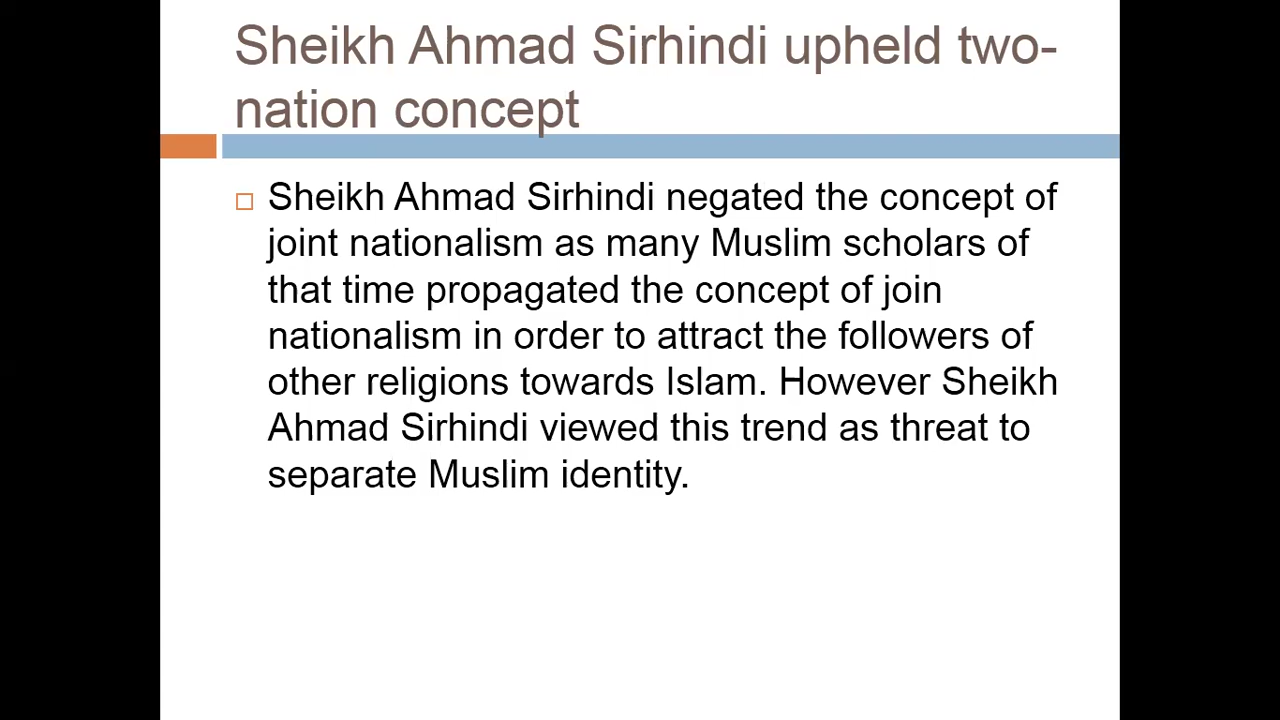 Sheikh Ahmad Sirhindi upheld two-
nation concept
Sheikh Ahmad Sirhindi negated the concept of
joint nationalism as many Muslim scholars of
that time propagated the concept of join
nationalism in order to attract the followers of
other religions towards Islam. However Sheikh
Ahmad Sirhindi viewed this trend as threat to
separate Muslim identity.